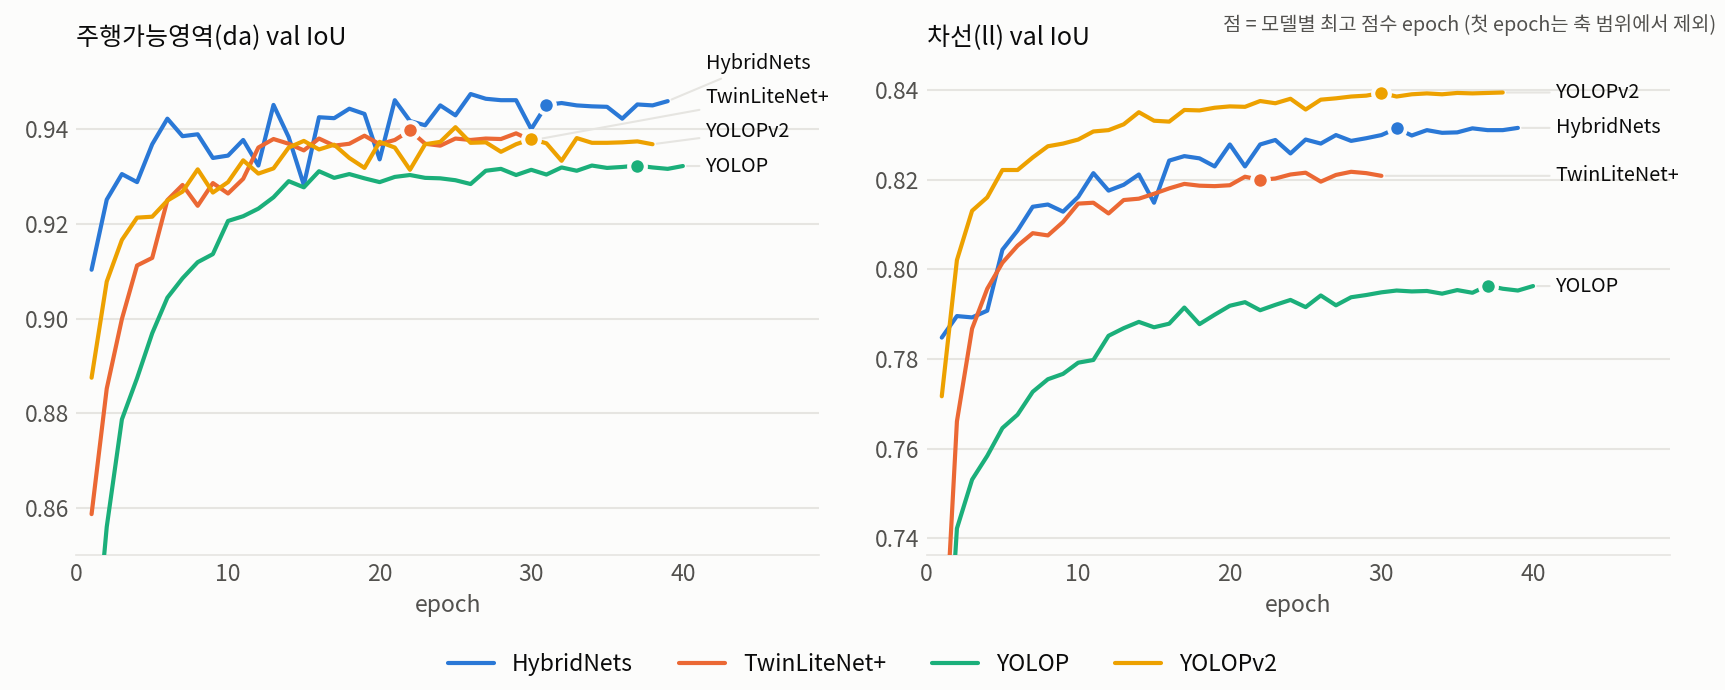 주행가능영역(da) val IoU
HybridNets
TwinLiteNet+
YOLOPv2
YOLOP
0.94
0.92
0.90
0.88
0.86
0 10 20 30 40
epoch
점 = 모델별 최고 점수 epoch (첫 epoch는 축 범위에서 제외)
차선(ll) val IoU
YOLOPv2
HybridNets
TwinLiteNet+
YOLOP
0.84
0.82
0.80
0.78
0.76
0.74
0 10 20 30 40
epoch
HybridNets TwinLiteNet+ YOLOP YOLOPv2